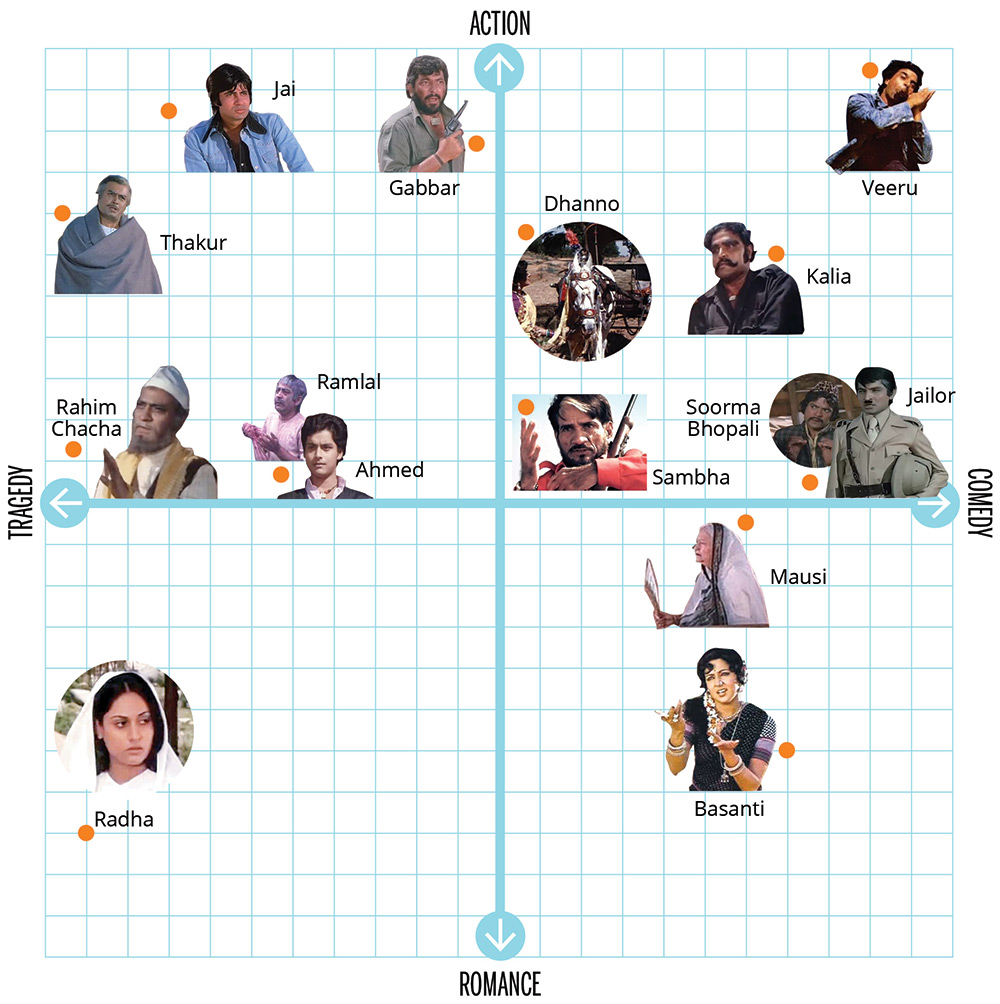 ACTION
Jai
Gabbar
Veeru
Dhanno
Thakur
Kalia
Ramlal
Rahim
Chacha
Soorma
Bhopali
Jailor
Ahmed
Sambha
TRAGEDY
COMEDY
Mausi
Basanti
Radha
ROMANCE